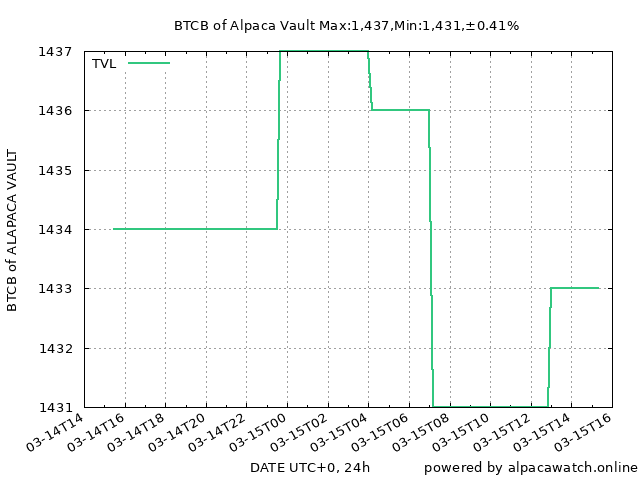 BTCB of Alpaca Vault Max:1,437,Min:1,431,±0.41%
TVL
1437
1436
1435
1434
1433
1432
1431
BTCB of ALAPACA VAULT
03-14T14
03-14T16
03-14T18
03-14T20
03-14T22
03-15T00
03-15T02
03-15T04
03-15T06
03-15T08
03-15T10
03-15T12
03-15T14
03-15T16
DATE UTC+0, 24h
powered by alpacawatch.online